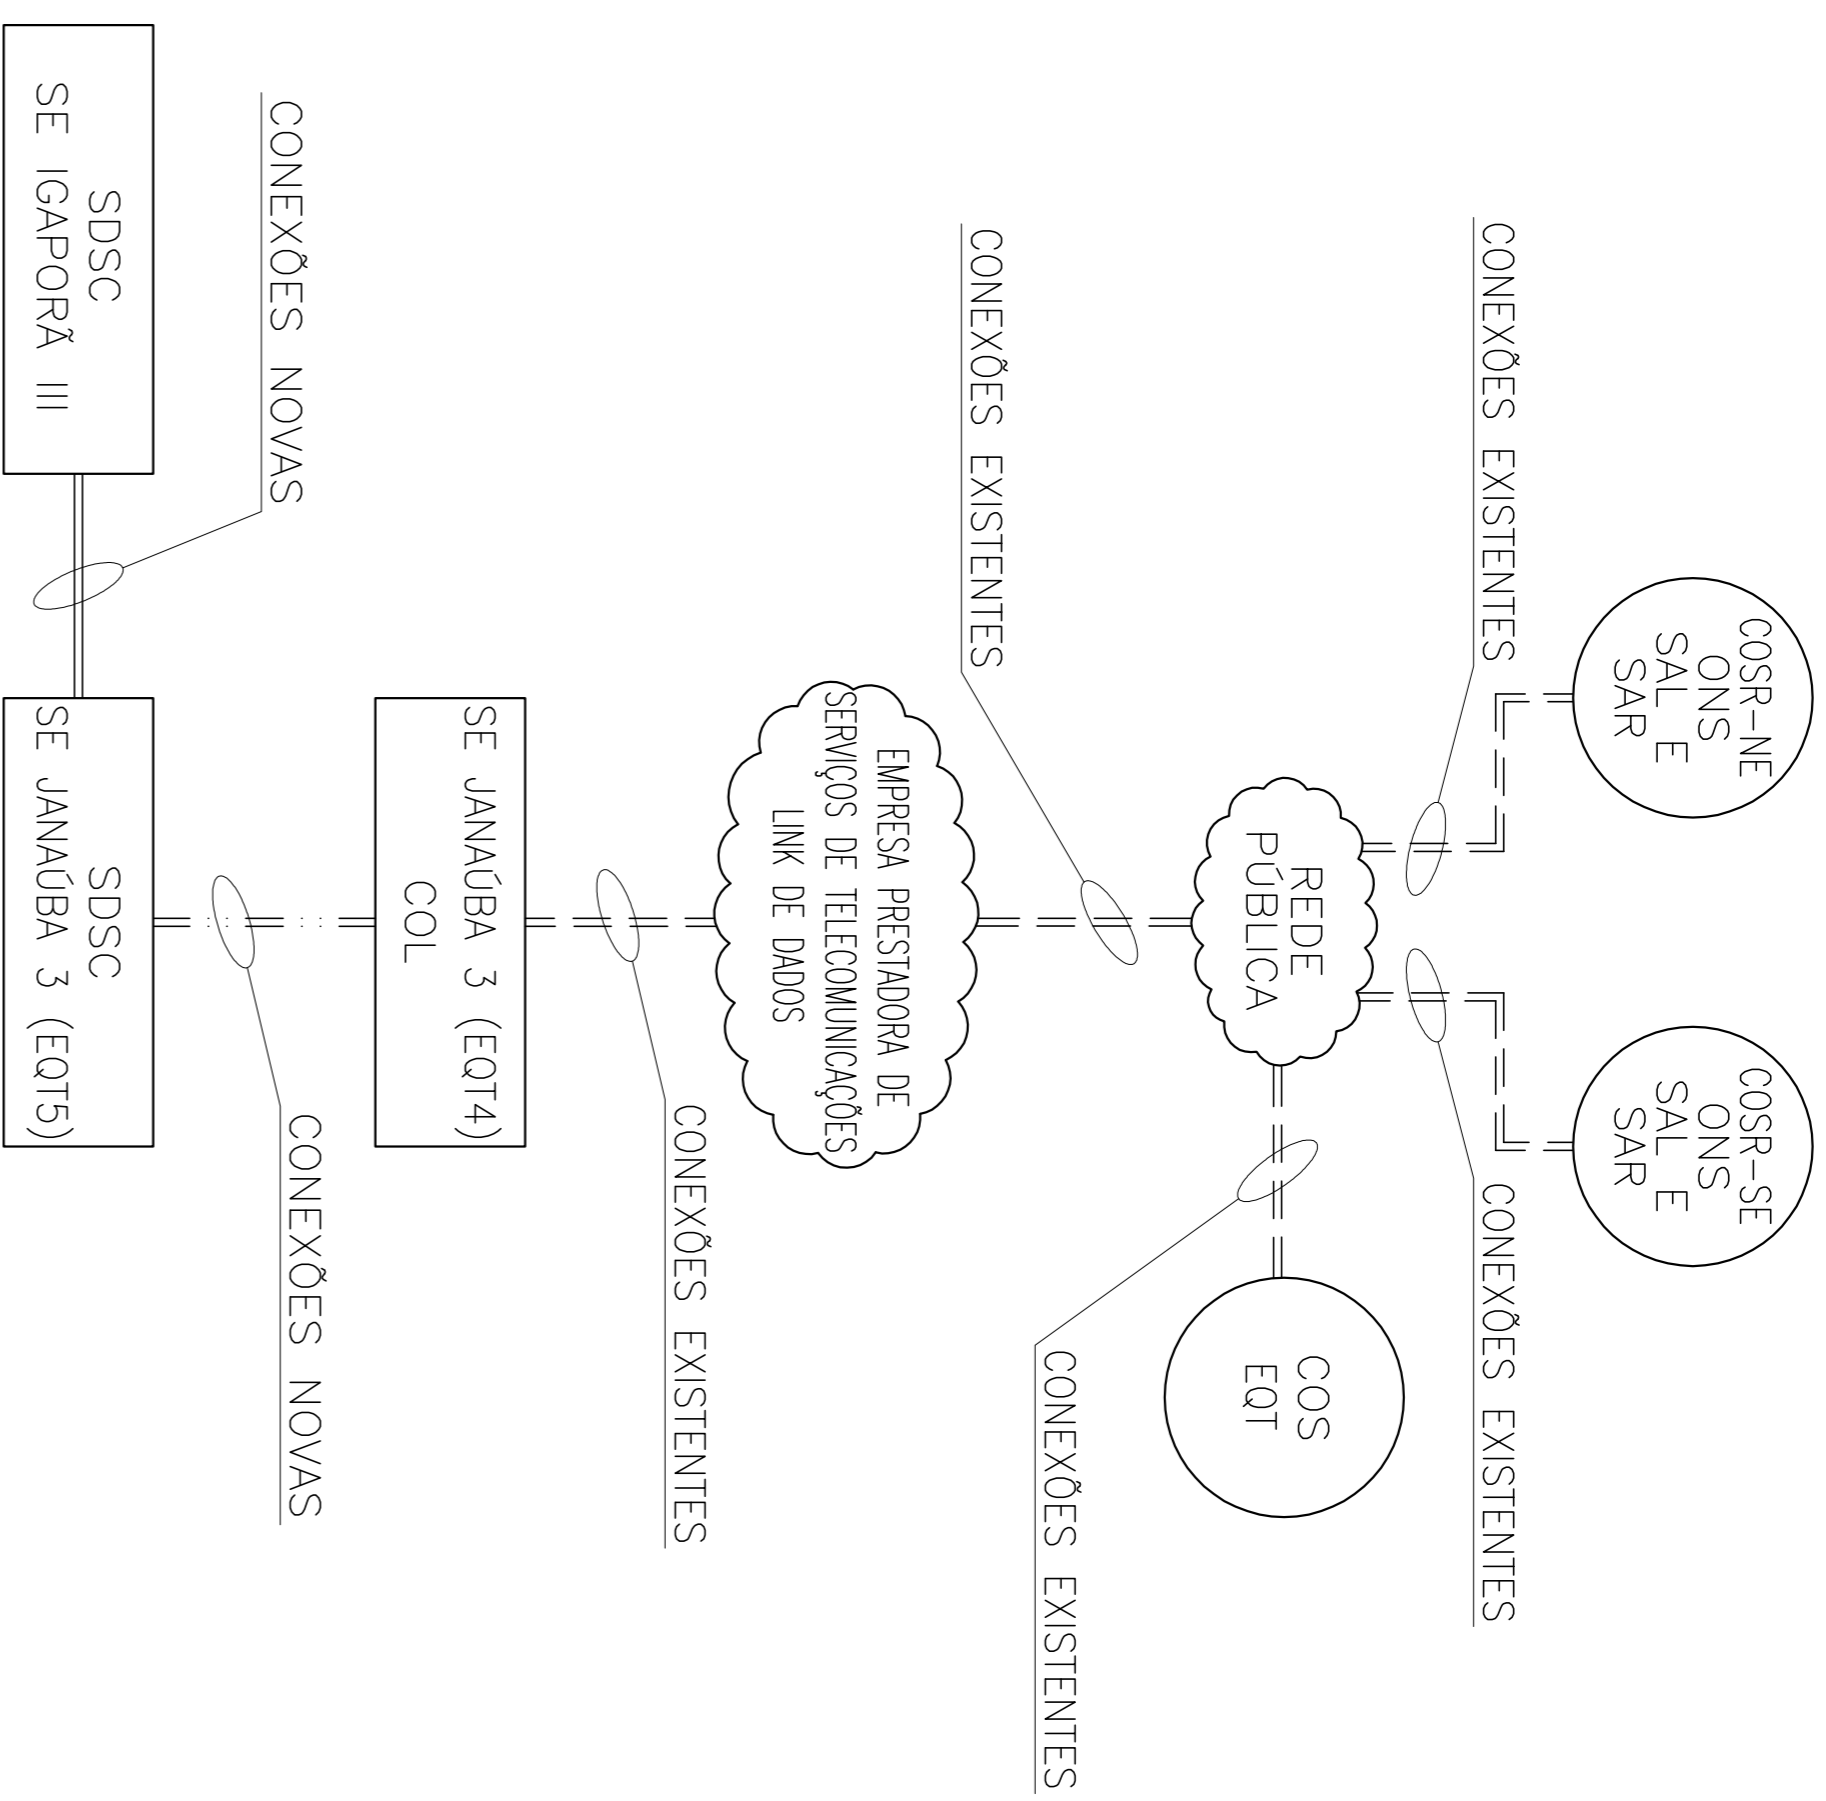 COSR-NE
ONS
SAL E
SAR
COSR-SE
ONS
SAL E
SAR
CONEXÕES EXISTENTES
CONEXÕES EXISTENTES
REDE
PÚBLICA
COS
EQT
CONEXÕES EXISTENTES
CONEXÕES EXISTENTES
EMPRESA PRESTADORA DE
SERVIÇOS DE TELECOMUNICAÇÕES
LINK DE DADOS
CONEXÕES EXISTENTES
SE JANAÚBA 3 (EQT4)
COL
CONEXÕES NOVAS
CONEXÕES NOVAS
SDSC
SE IGAPORÃ III
SDSC
SE JANAÚBA 3 (EQT5)